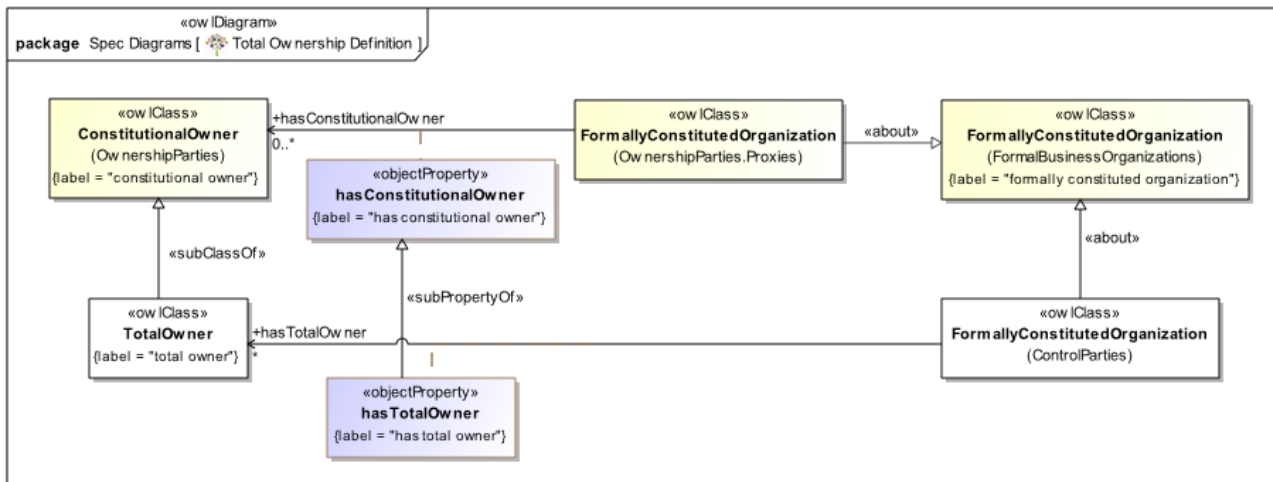 «owlDiagram»
package Spec Diagrams [ Total Ownership Definition ]
«owlClass»
ConstitutionalOwner
(OwnershipParties)
{label = "constitutional owner"}
+hasConstitutionalOwner
0..*
«owlClass»
FormallyConstitutedOrganization
(OwnershipParties.Proxies)
«about»
«owlClass»
FormallyConstitutedOrganization
(FormalBusinessOrganizations)
{label = "formally constituted organization"}
«objectProperty»
hasConstitutionalOwner
{label = "has constitutional owner"}
«subClassOf»
«about»
«subPropertyOf»
«owlClass»
TotalOwner
{label = "total owner"}
+hasTotalOwner
*
«owlClass»
FormallyConstitutedOrganization
(ControlParties)
«objectProperty»
hasTotalOwner
{label = "has total owner"}